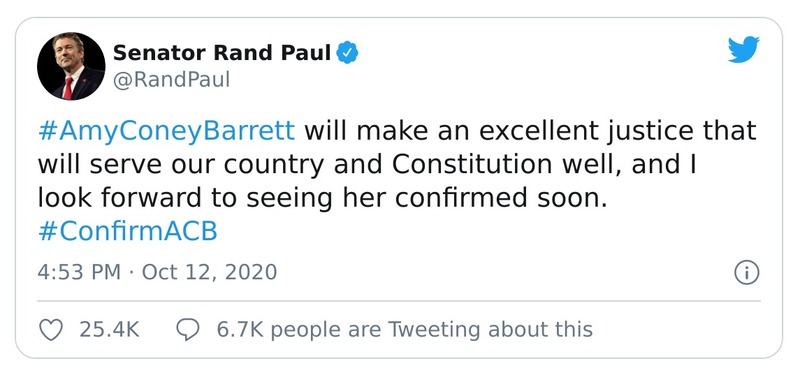 Senator Rand Paul
@RandPaul
#AmyConeyBarrett will make an excellent justice that
will serve our country and Constitution well, and I
look forward to seeing her confirmed soon.
#ConfirmACB
4:53 PM · Oct 12, 2020
25.4K 6.7K people are Tweeting about this